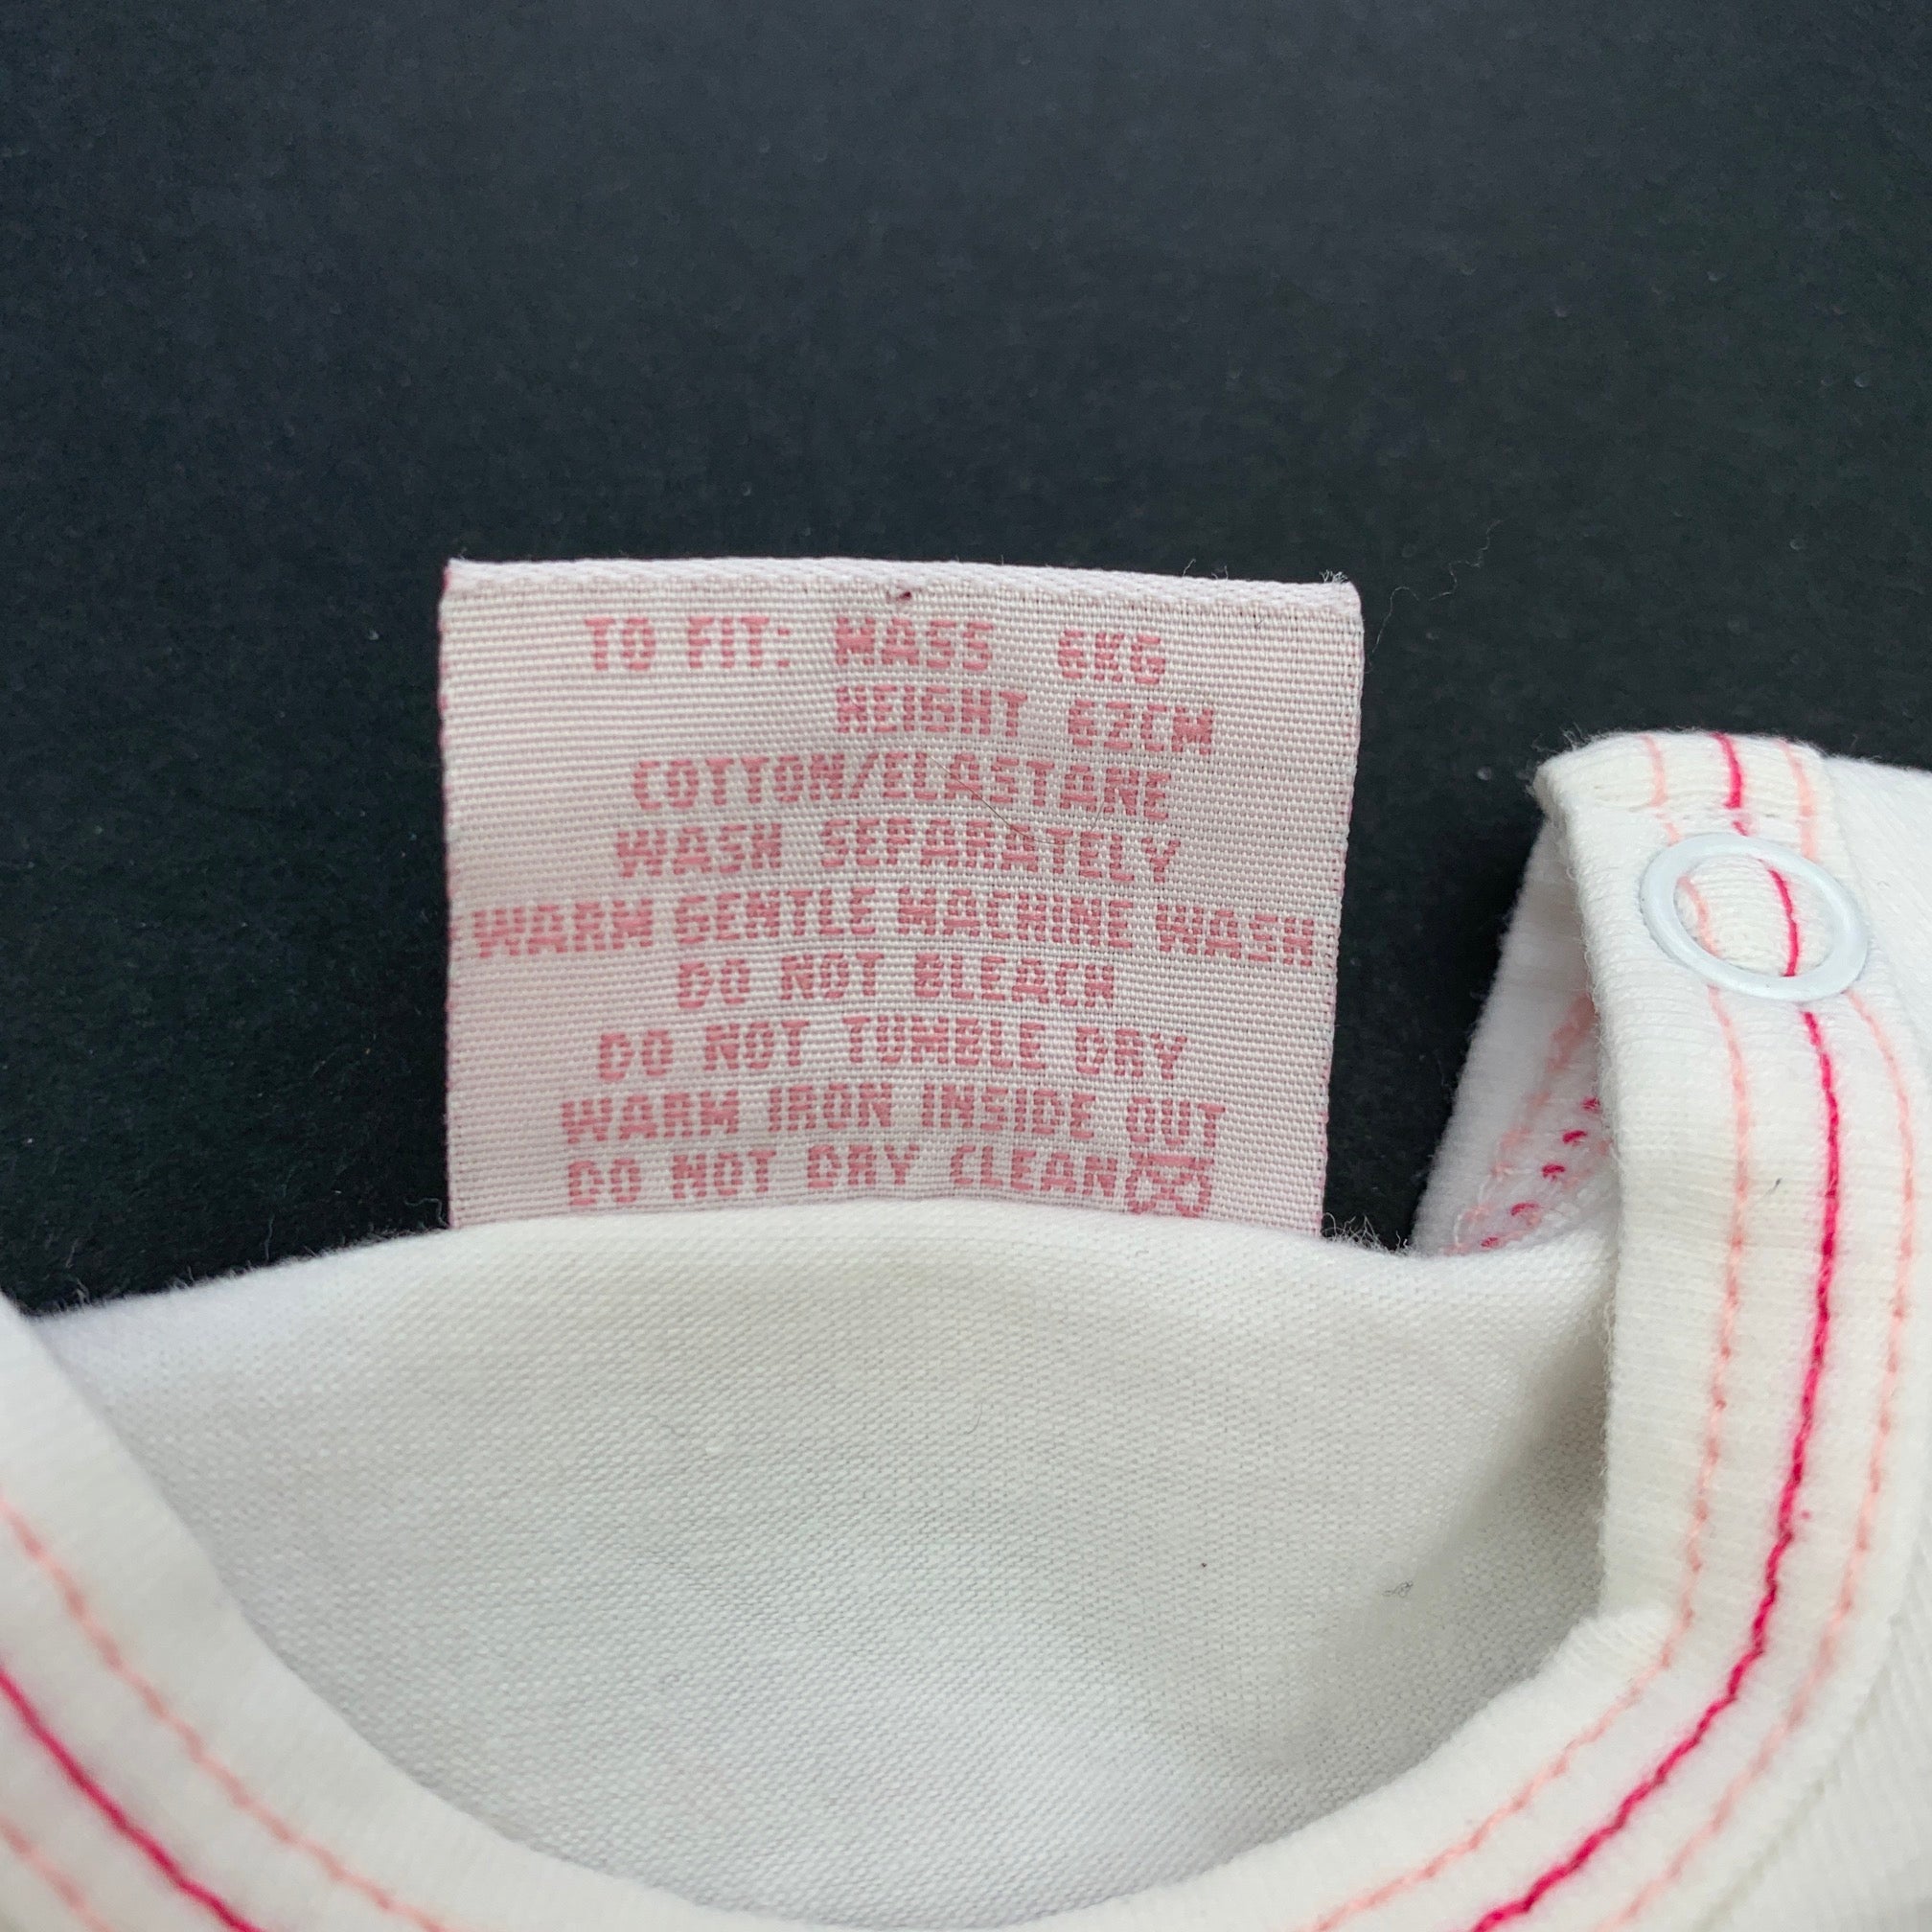 TO FIT: MASS 6KG
HEIGHT 62CM
COTTON/ELASTANE
WASH SEPARATELY
WARM GENTLE MACHINE WASH
DO NOT BLEACH
DO NOT TUMBLE DRY
WARM IRON INSIDE OUT
DO NOT DRY CLEAN